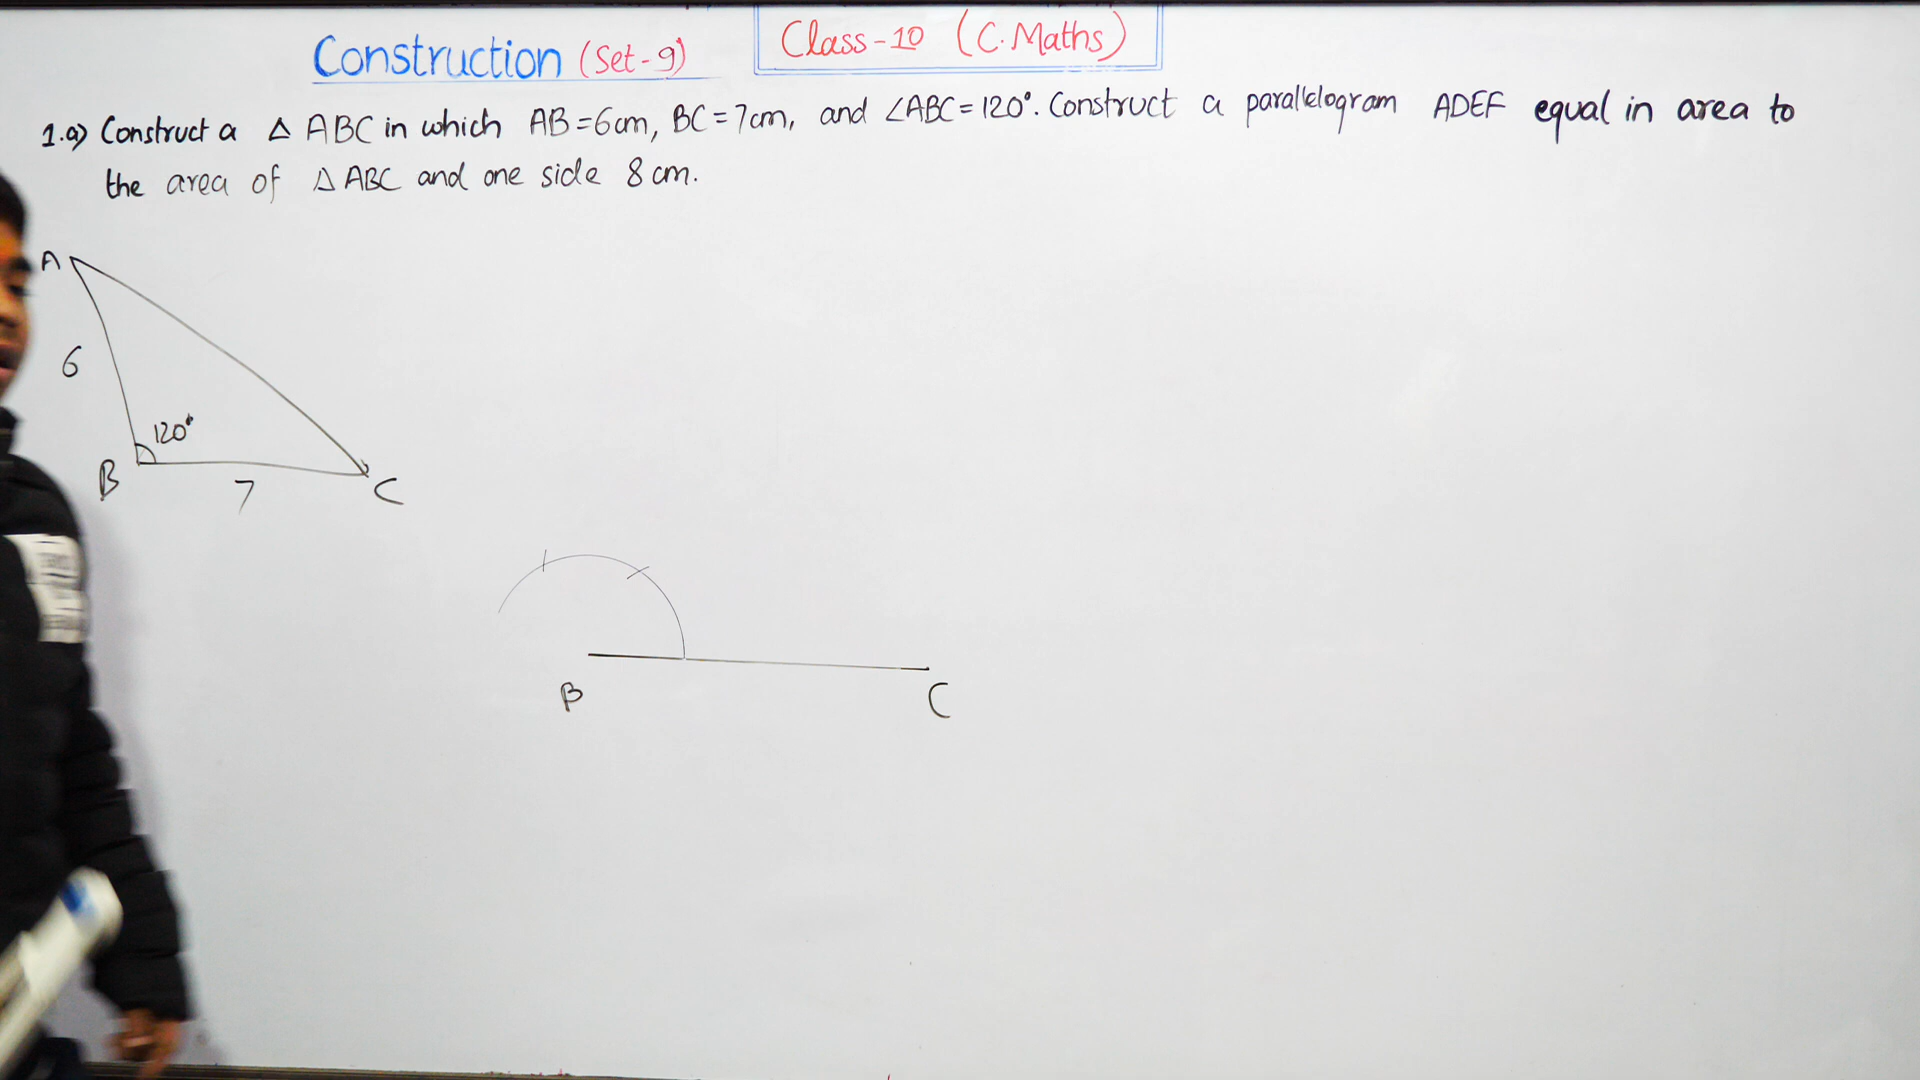 Construction (Set-9)
Class-10 (C.Maths)
1.a) Construct a △ ABC in which AB=6cm, BC=7cm, and ∠ABC=120°. Construct a parallelogram ADEF equal in area to
the area of △ABC and one side 8cm.
A
6
120°
B
7
C
B
C